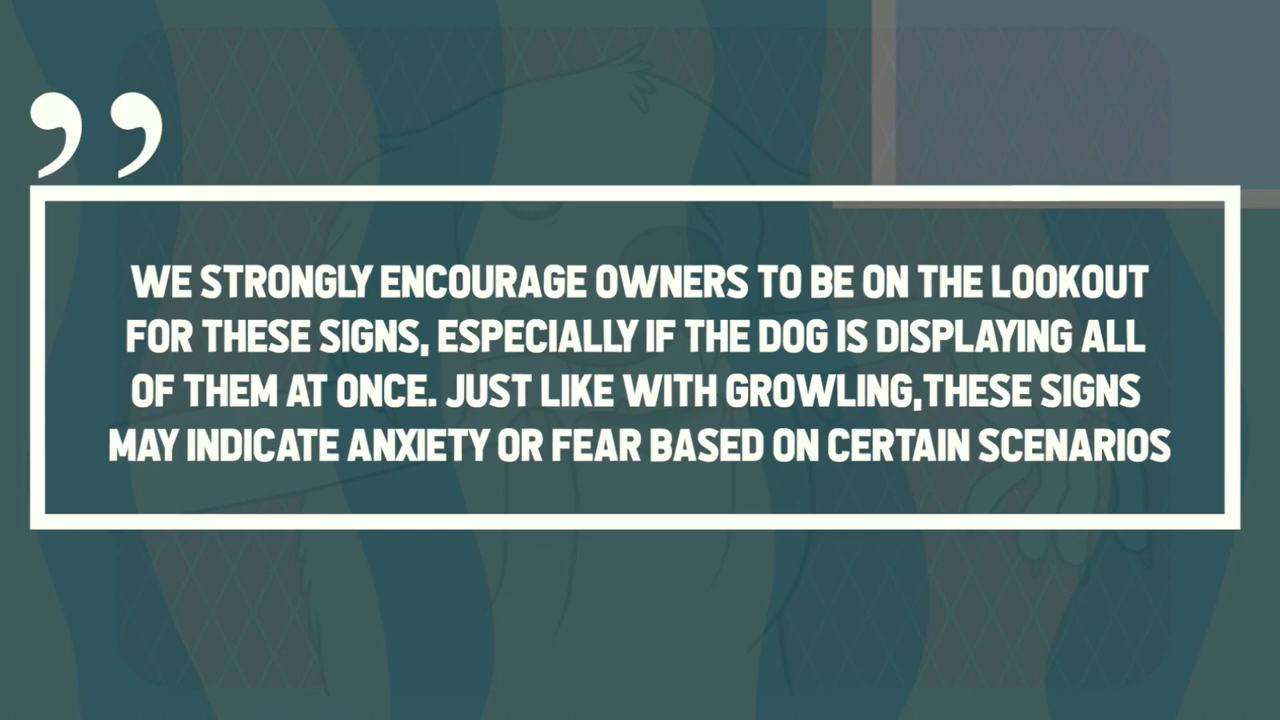 ”
WE STRONGLY ENCOURAGE OWNERS TO BE ON THE LOOKOUT
FOR THESE SIGNS, ESPECIALLY IF THE DOG IS DISPLAYING ALL
OF THEM AT ONCE. JUST LIKE WITH GROWLING,THESE SIGNS
MAY INDICATE ANXIETY OR FEAR BASED ON CERTAIN SCENARIOS